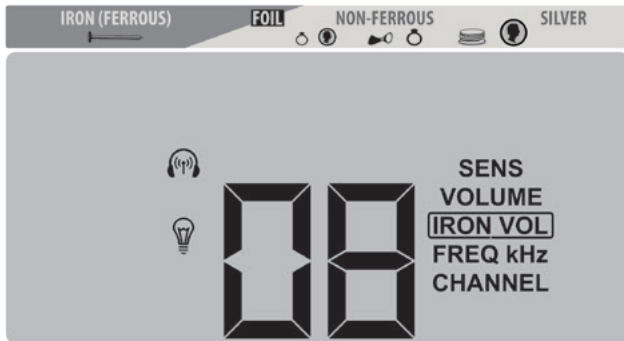 IRON (FERROUS) FOIL NON-FERROUS SILVER
08
SENS
VOLUME
IRON VOL
FREQ kHz
CHANNEL